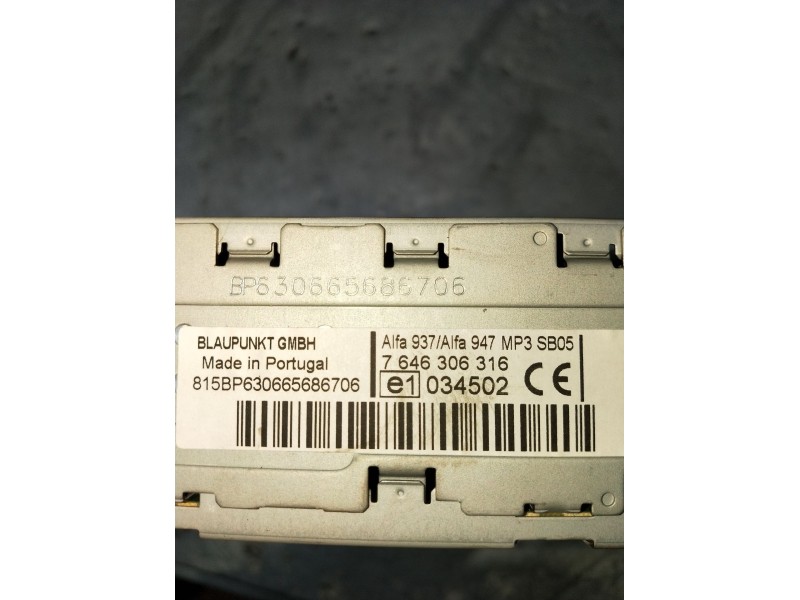 BP630665686706
BLAUPUNKT GMBH
Made in Portugal
815BP630665686706
Alfa 937/Alfa 947 MP3 SB05
7 646 306 316
e1 034502 CE